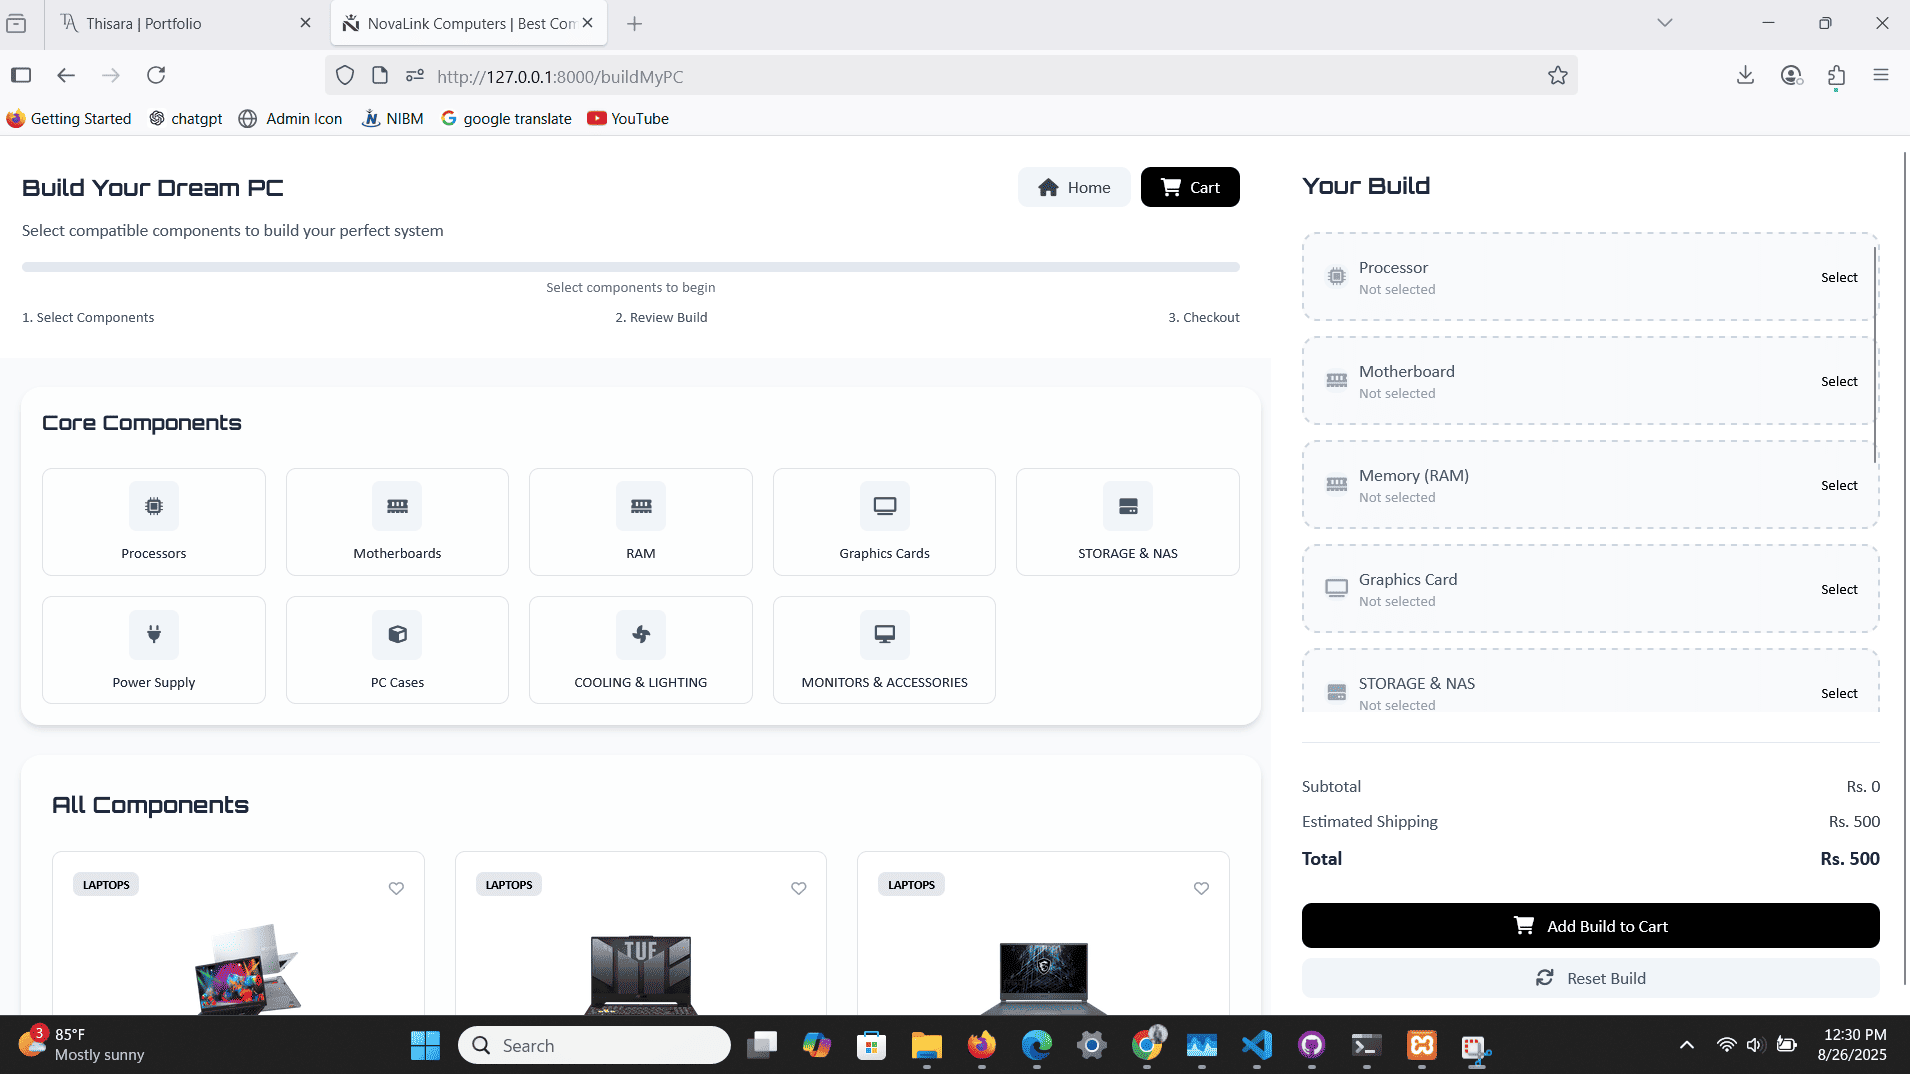 Thisara | Portfolio
NovaLink Computers | Best Com
http://127.0.0.1:8000/buildMyPC
Getting Started
chatgpt
Admin Icon
NIBM
google translate
YouTube
Build Your Dream PC
Home
Cart
Select compatible components to build your perfect system
Select components to begin
1. Select Components
2. Review Build
3. Checkout
Core Components
Processors
Motherboards
RAM
Graphics Cards
STORAGE & NAS
Power Supply
PC Cases
COOLING & LIGHTING
MONITORS & ACCESSORIES
All Components
LAPTOPS
LAPTOPS
TUF
LAPTOPS
Your Build
Processor
Not selected
Select
Motherboard
Not selected
Select
Memory (RAM)
Not selected
Select
Graphics Card
Not selected
Select
STORAGE & NAS
Not selected
Select
Subtotal
Rs. 0
Estimated Shipping
Rs. 500
Total
Rs. 500
Add Build to Cart
Reset Build
3
85°F
Mostly sunny
Search
12:30 PM
8/26/2025